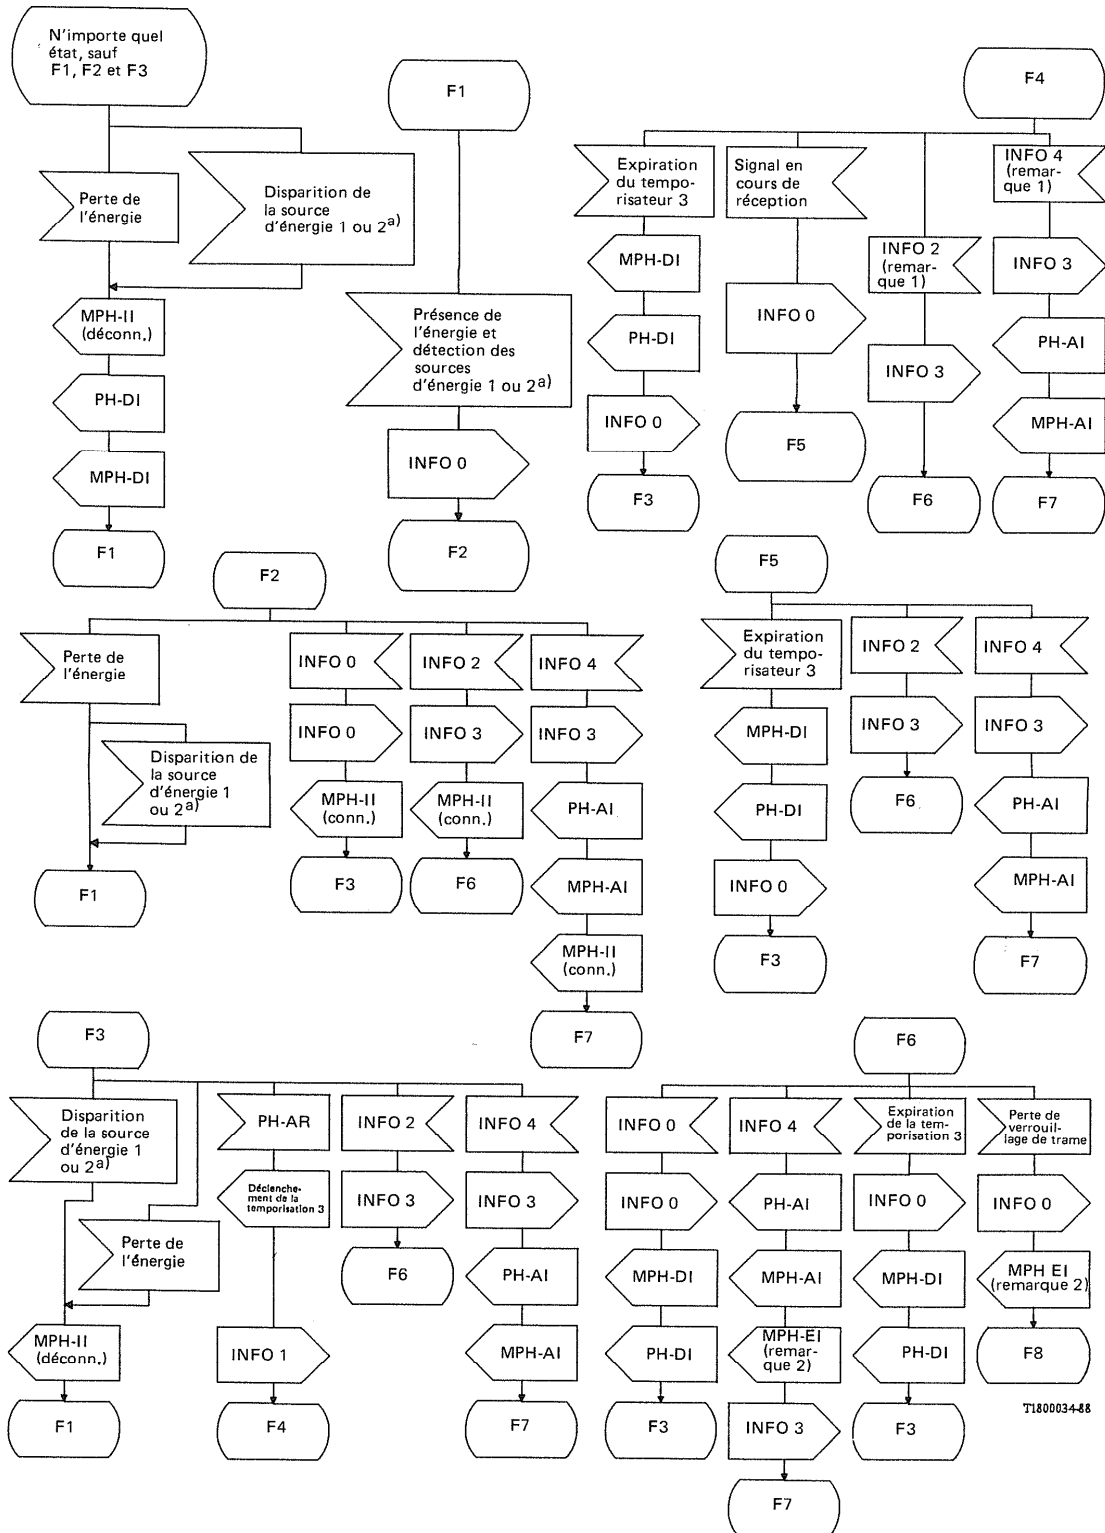 N'importe quel
état, sauf
F1, F2 et F3
Perte de
l'énergie
Disparition de
la source
d'énergie 1 ou 2a)
MPH-II
(déconn.)
PH-DI
MPH-DI
F1
F1
Présence de
l'énergie et
détection des
sources
d'énergie 1 ou 2a)
INFO 0
F2
F4
Expiration
du tempo-
risateur 3
MPH-DI
PH-DI
INFO 0
F3
Signal en
cours de
réception
INFO 0
F5
INFO 2
(remar-
que 1)
INFO 3
F6
INFO 4
(remar-
que 1)
INFO 3
PH-AI
MPH-AI
F7
F2
Perte de
l'énergie
Disparition de
la source
d'énergie 1
ou 2a)
F1
INFO 0
INFO 0
MPH-II
(conn.)
F3
INFO 2
INFO 3
MPH-II
(conn.)
F6
INFO 4
INFO 3
PH-AI
MPH-AI
MPH-II
(conn.)
F7
F5
Expiration
du tempo-
risateur 3
MPH-DI
PH-DI
INFO 0
F3
INFO 2
INFO 3
F6
INFO 4
INFO 3
PH-AI
MPH-AI
F7
F3
Disparition
de la source
d'énergie 1
ou 2a)
Perte de
l'énergie
MPH-II
(déconn.)
F1
PH-AR
Déclenche-
ment de la
temporisation 3
INFO 1
F4
INFO 2
INFO 3
F6
INFO 4
INFO 3
PH-AI
MPH-AI
F7
F6
INFO 0
INFO 0
MPH-DI
PH-DI
F3
INFO 4
PH-AI
MPH-AI
MPH-EI
(remar-
que 2)
INFO 3
F7
Expiration
de la tem-
porisation 3
INFO 0
MPH-DI
PH-DI
F3
Perte de
verrouil-
lage de trame
INFO 0
MPH EI
(remarque 2)
F8
T1800034-88